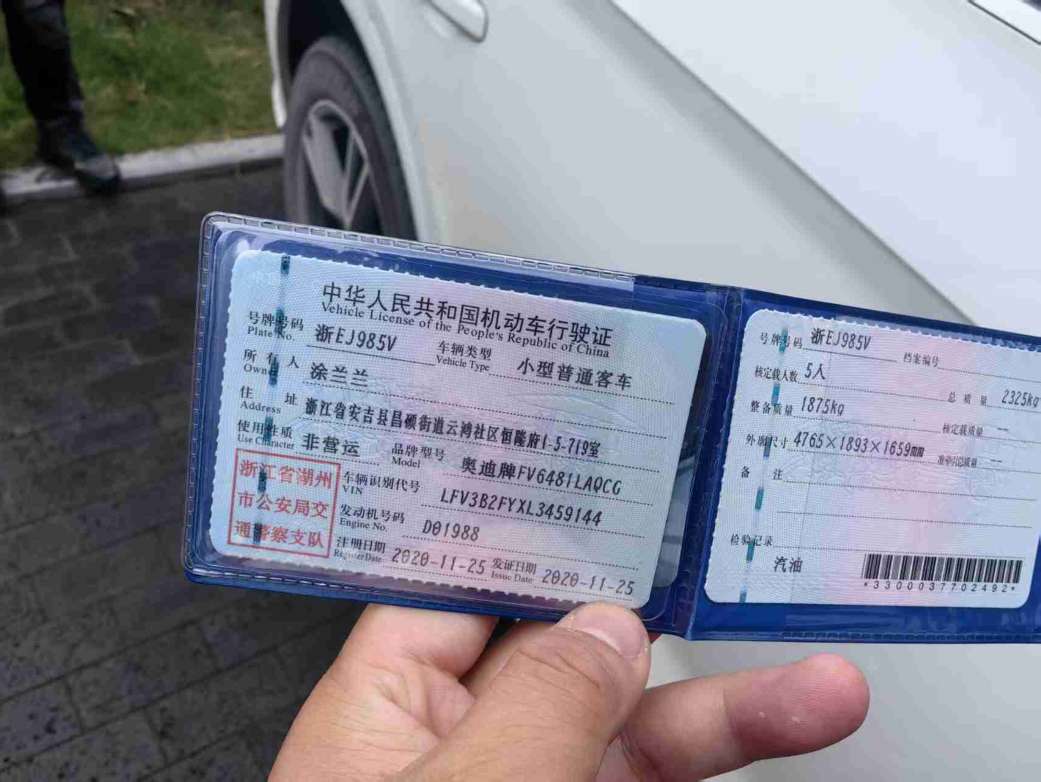 中华人民共和国机动车行驶证
Vehicle License of the People's Republic of China
号牌号码 浙EJ985V 车辆类型 小型普通客车
Plate No. Vehicle Type
所有人 涂兰兰
Owner
住址 浙江省安吉县昌硕街道云鸿社区恒隆府1-5-719室
Address
使用性质 非营运 品牌型号 奥迪牌FV6481LAQCG
Use Character Model
浙江省湖州
市公安局交
通警察支队
车辆识别代号 LFV3B2FYXL3459144
VIN
发动机号码 D01988
Engine No.
注册日期 2020-11-25 发证日期 2020-11-25
Register Date Issue Date
号牌号码 浙EJ985V 档案编号
核定载人数 5人 总质量 2325kg
整备质量 1875kg 核定载质量 —
外廓尺寸 4765×1893×1659mm 准牵引总质量 —
备注
检验记录
汽油
*3300037702492*